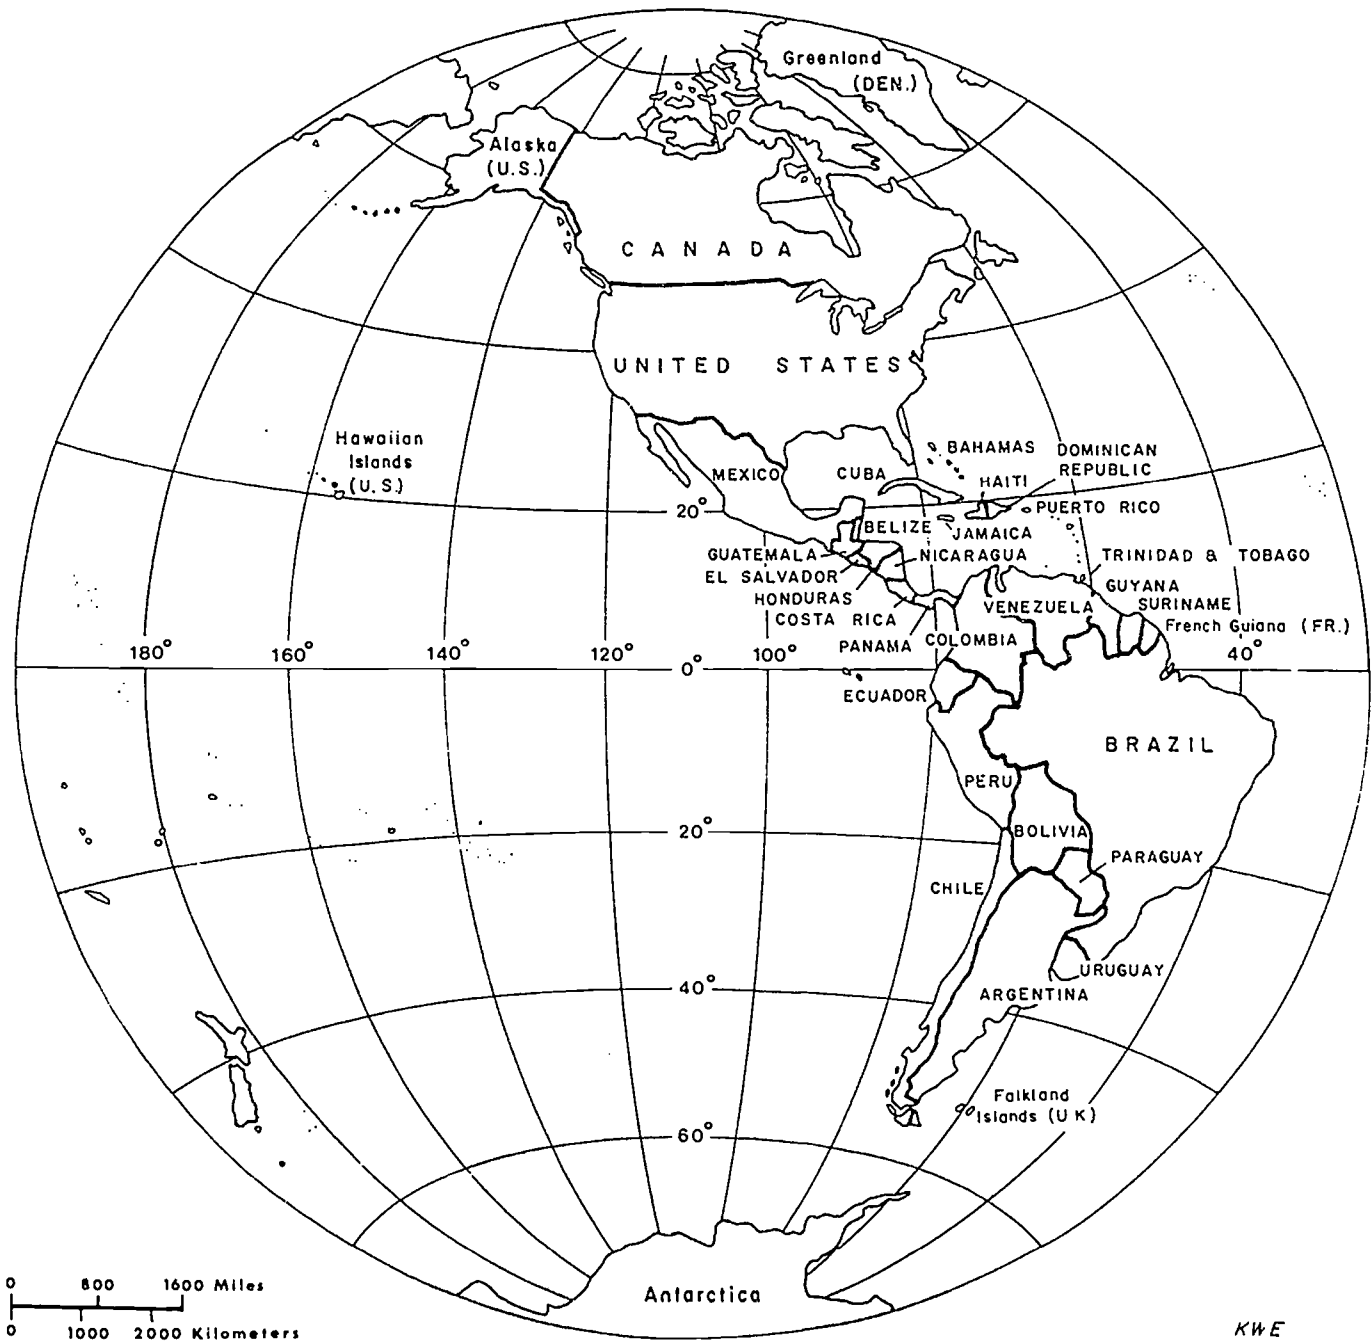 Greenland
(DEN.)
Alaska
(U.S.)
CANADA
UNITED STATES
Hawaiian
Islands
(U.S.)
BAHAMAS
DOMINICAN
REPUBLIC
MEXICO
CUBA
HAITI
20°
PUERTO RICO
BELIZE
JAMAICA
GUATEMALA
NICARAGUA
TRINIDAD & TOBAGO
EL SALVADOR
GUYANA
HONDURAS
VENEZUELA
SURINAME
COSTA RICA
French Guiana (FR.)
PANAMA
COLOMBIA
180°
160°
140°
120°
100°
40°
0°
ECUADOR
BRAZIL
PERU
20°
BOLIVIA
PARAGUAY
CHILE
URUGUAY
40°
ARGENTINA
Falkland
Islands (U K)
60°
0 800 1600 Miles
Antarctica
0 1000 2000 Kilometers
KWE